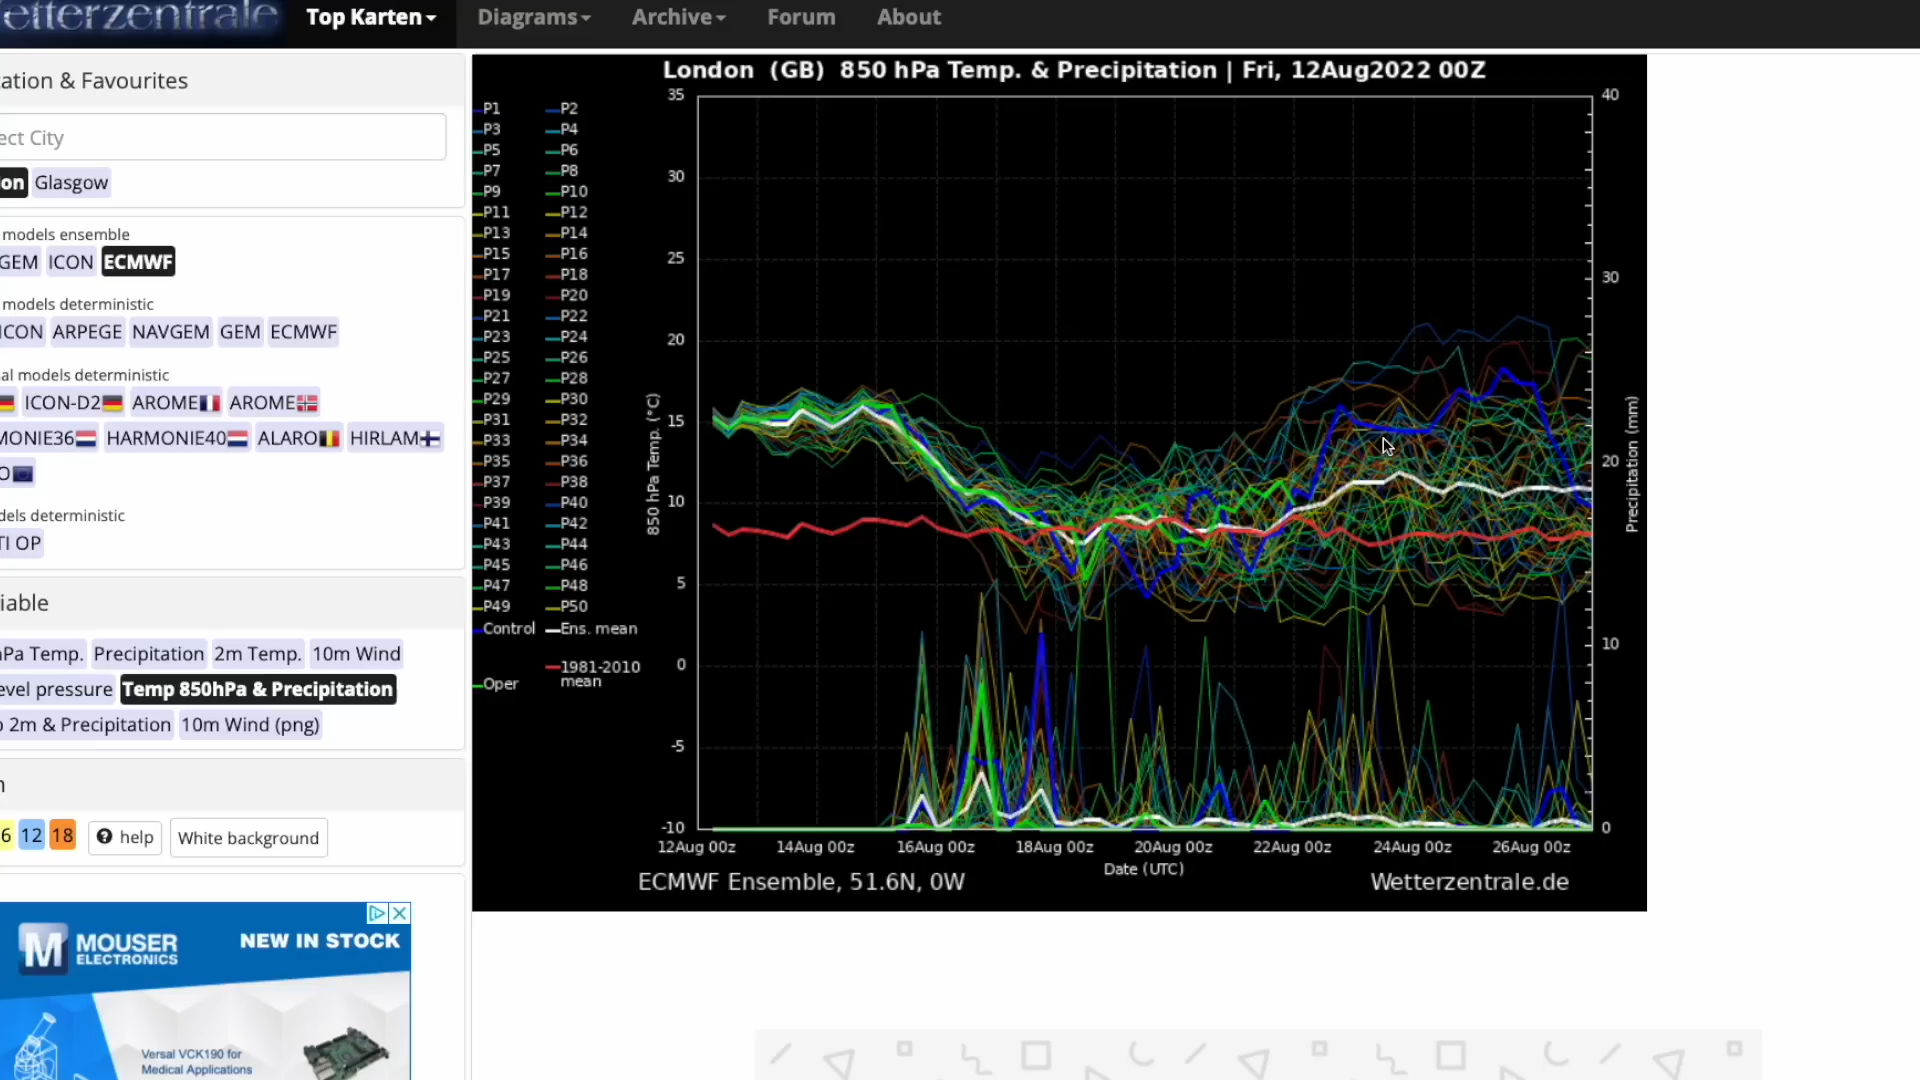 etterzentrale Top Karten Diagrams Archive Forum About
ation & Favourites
ect City
on Glasgow
models ensemble
GEM ICON ECMWF
models deterministic
ICON ARPEGE NAVGEM GEM ECMWF
al models deterministic
ICON-D2 AROME AROME
MONIE36 HARMONIE40 ALARO HIRLAM
O
dels deterministic
TI OP
iable
Pa Temp. Precipitation 2m Temp. 10m Wind
evel pressure Temp 850hPa & Precipitation
2m & Precipitation 10m Wind (png)
n
6 12 18 help White background
MOUSER ELECTRONICS
NEW IN STOCK
Versal VCK190 for
Medical Applications
London (GB) 850 hPa Temp. & Precipitation | Fri, 12Aug2022 00Z
P1 P2
P3 P4
P5 P6
P7 P8
P9 P10
P11 P12
P13 P14
P15 P16
P17 P18
P19 P20
P21 P22
P23 P24
P25 P26
P27 P28
P29 P30
P31 P32
P33 P34
P35 P36
P37 P38
P39 P40
P41 P42
P43 P44
P45 P46
P47 P48
P49 P50
Control Ens. mean
1981-2010
mean
Oper
850 hPa Temp. (°C)
35
30
25
20
15
10
5
0
-5
-10
40
30
20
10
0
Precipitation (mm)
12Aug 00z 14Aug 00z 16Aug 00z 18Aug 00z 20Aug 00z 22Aug 00z 24Aug 00z 26Aug 00z
Date (UTC)
ECMWF Ensemble, 51.6N, 0W Wetterzentrale.de